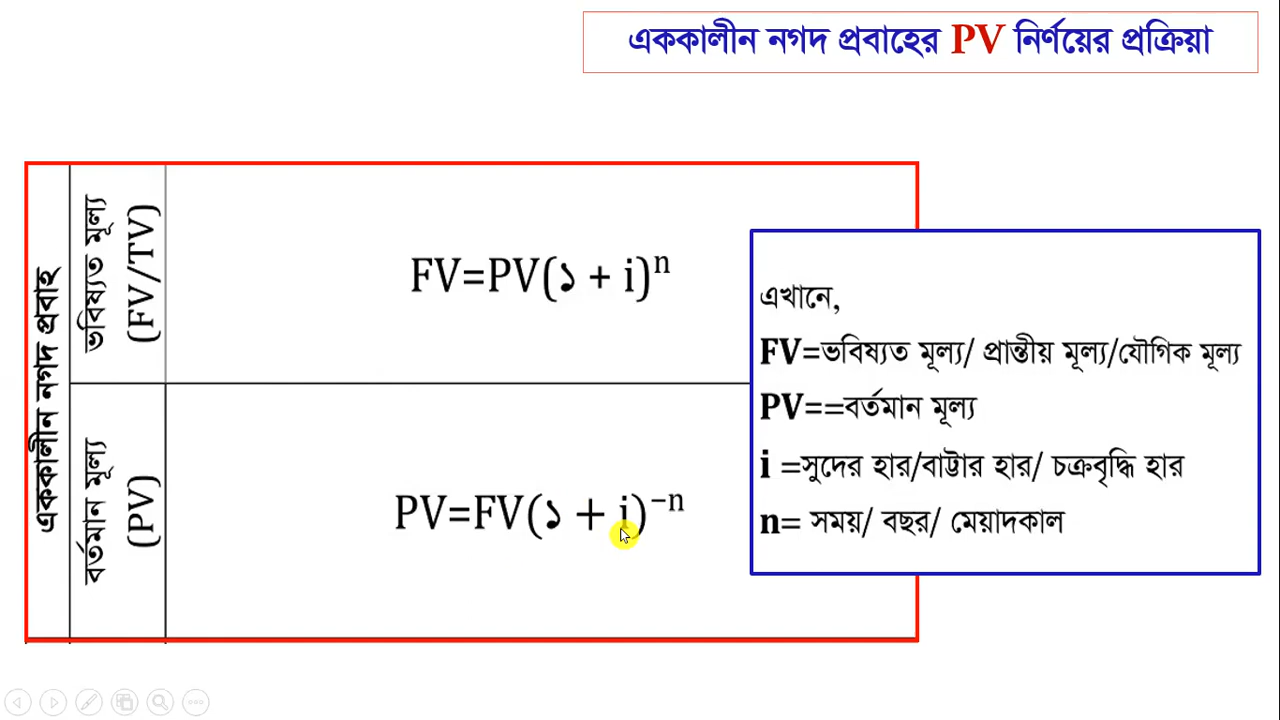 এককালীন নগদ প্রবাহের PV নির্ণয়ের প্রক্রিয়া
এককালীন নগদ প্রবাহ
ভবিষ্যত মূল্য
(FV/TV)
FV=PV(১ + i)ⁿ
বর্তমান মূল্য
(PV)
PV=FV(১ + i)⁻ⁿ
এখানে,
FV=ভবিষ্যত মূল্য/ প্রান্তীয় মূল্য/যৌগিক মূল্য
PV==বর্তমান মূল্য
i =সুদের হার/বাট্টার হার/ চক্রবৃদ্ধি হার
n= সময়/ বছর/ মেয়াদকাল